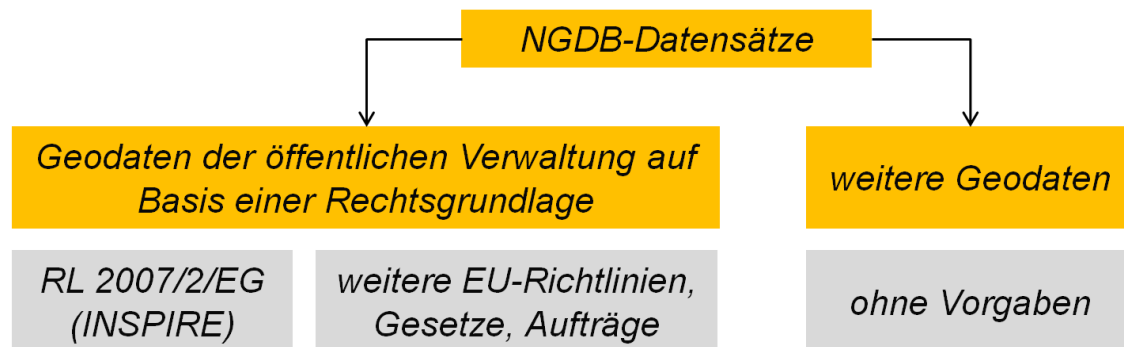 NGDB-Datensätze
Geodaten der öffentlichen Verwaltung auf
Basis einer Rechtsgrundlage
weitere Geodaten
RL 2007/2/EG
(INSPIRE)
weitere EU-Richtlinien,
Gesetze, Aufträge
ohne Vorgaben